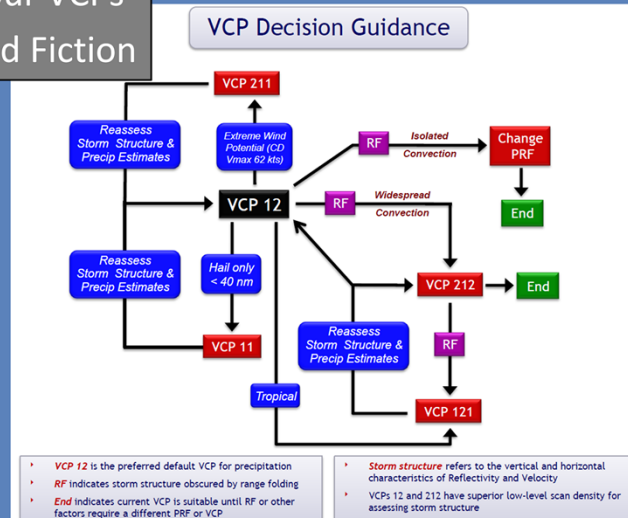 VCPs
d Fiction
VCP Decision Guidance
VCP 211
Reassess
Storm Structure &
Precip Estimates
Extreme Wind
Potential (CD
Vmax 62 kts)
RF
Isolated
Convection
Change
PRF
End
VCP 12
RF
Widespread
Convection
Reassess
Storm Structure &
Precip Estimates
Hail only
< 40 nm
VCP 212
End
VCP 11
Reassess
Storm Structure &
Precip Estimates
RF
Tropical
VCP 121
VCP 12 is the preferred default VCP for precipitation
RF indicates storm structure obscured by range folding
End indicates current VCP is suitable until RF or other
factors require a different PRF or VCP
Storm structure refers to the vertical and horizontal
characteristics of Reflectivity and Velocity
VCPs 12 and 212 have superior low-level scan density for
assessing storm structure